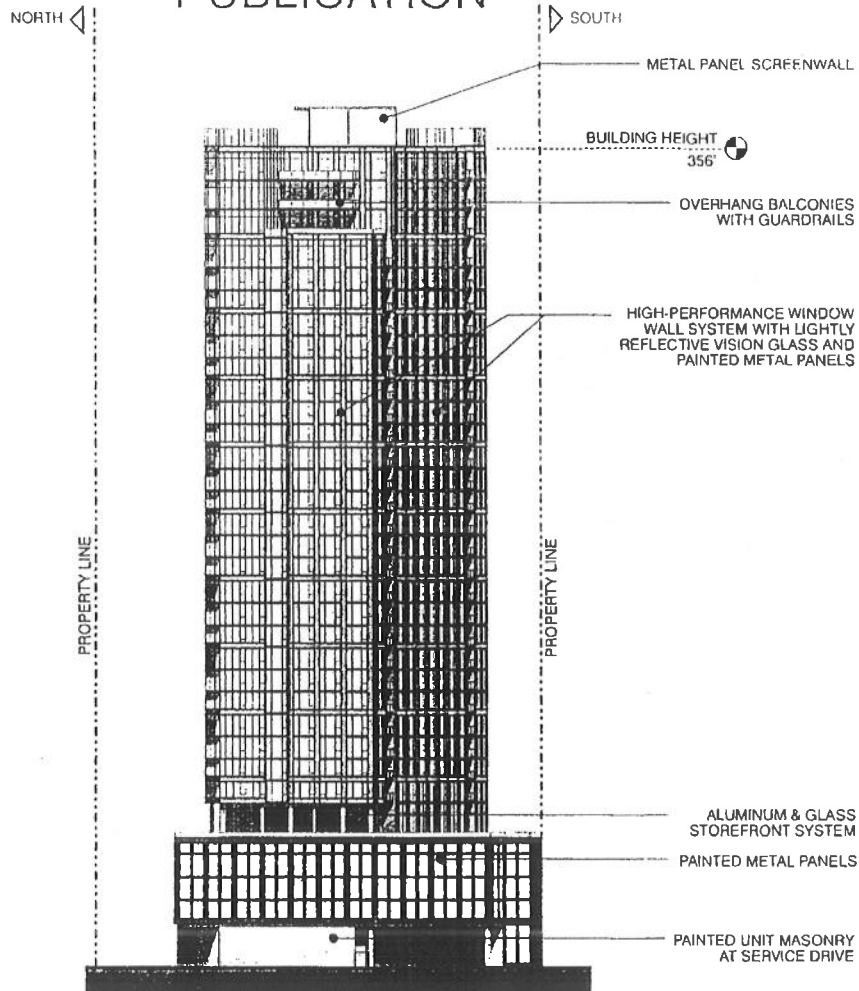 PUBLICATION
NORTH
SOUTH
METAL PANEL SCREENWALL
BUILDING HEIGHT
356'
OVERHANG BALCONIES
WITH GUARDRAILS
HIGH-PERFORMANCE WINDOW
WALL SYSTEM WITH LIGHTLY
REFLECTIVE VISION GLASS AND
PAINTED METAL PANELS
PROPERTY LINE
PROPERTY LINE
ALUMINUM & GLASS
STOREFRONT SYSTEM
PAINTED METAL PANELS
PAINTED UNIT MASONRY
AT SERVICE DRIVE